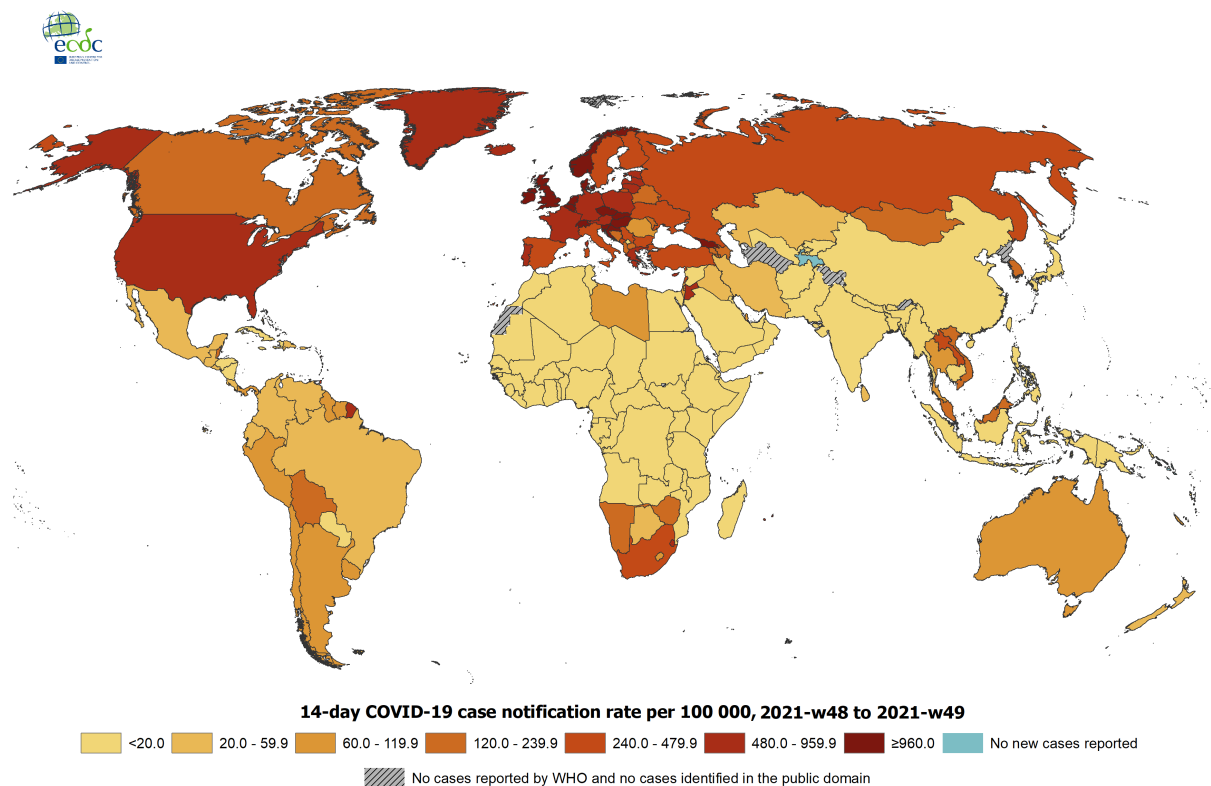 ecdc
14-day COVID-19 case notification rate per 100 000, 2021-w48 to 2021-w49
<20.0 20.0 - 59.9 60.0 - 119.9 120.0 - 239.9 240.0 - 479.9 480.0 - 959.9 ≥960.0 No new cases reported
No cases reported by WHO and no cases identified in the public domain